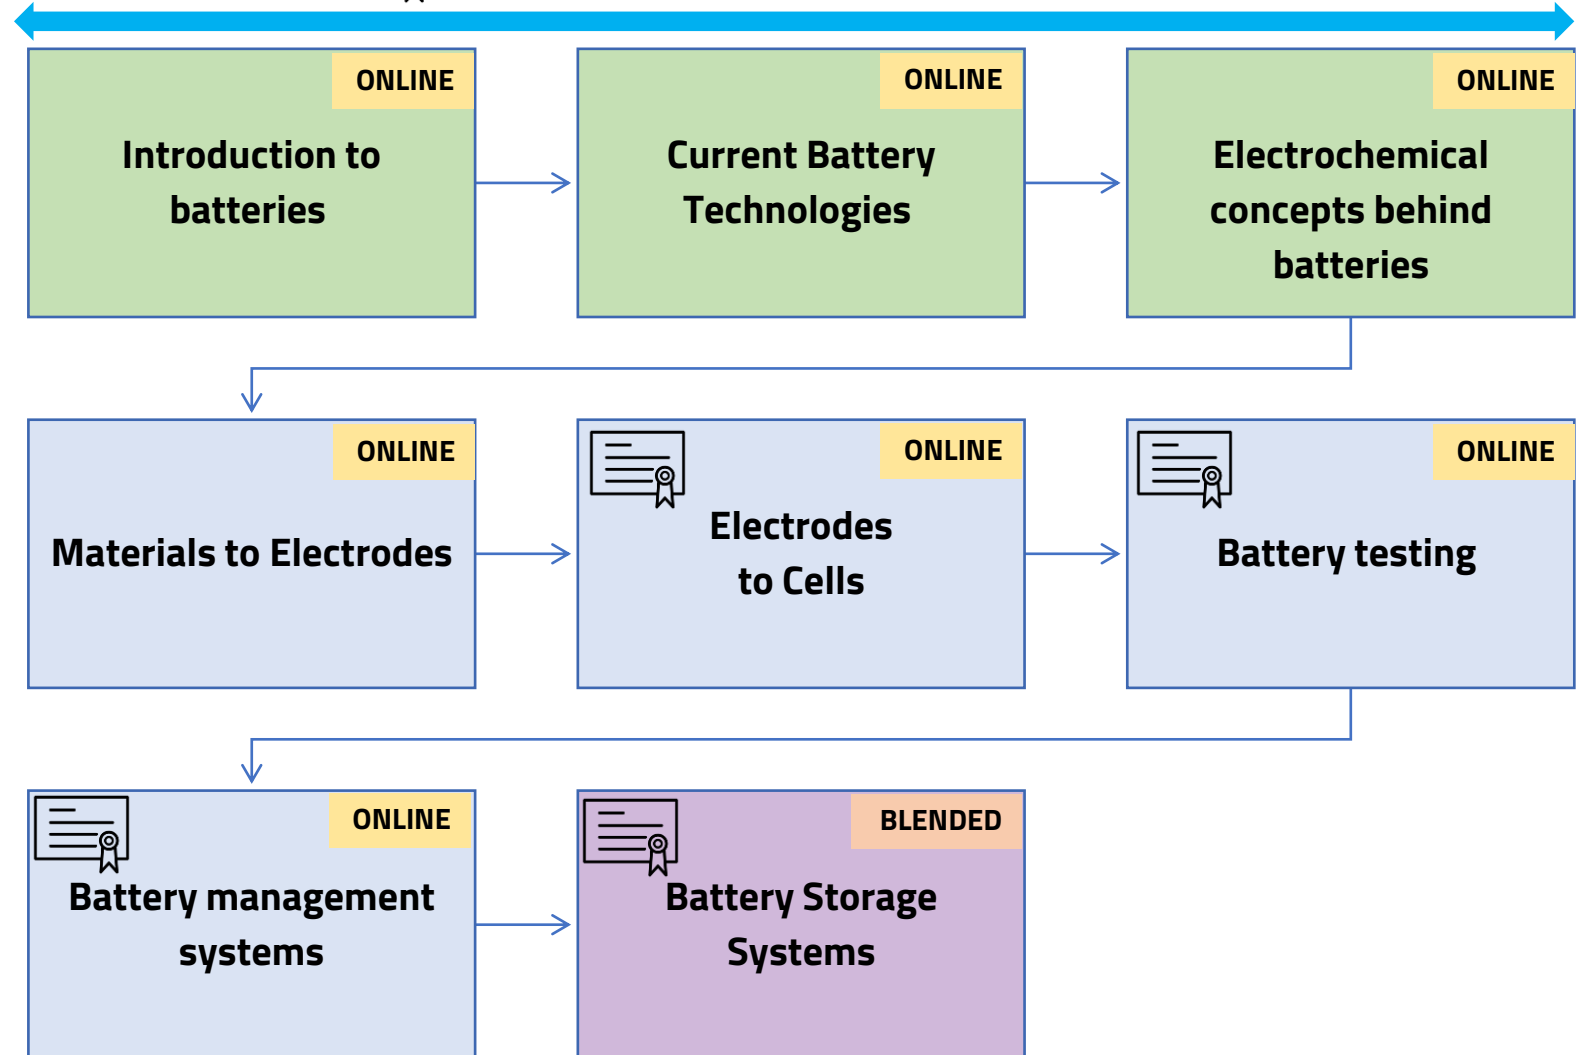 ONLINE
Introduction to
batteries
ONLINE
Current Battery
Technologies
ONLINE
Electrochemical
concepts behind
batteries
ONLINE
Materials to Electrodes
ONLINE
Electrodes
to Cells
ONLINE
Battery testing
ONLINE
Battery management
systems
BLENDED
Battery Storage
Systems